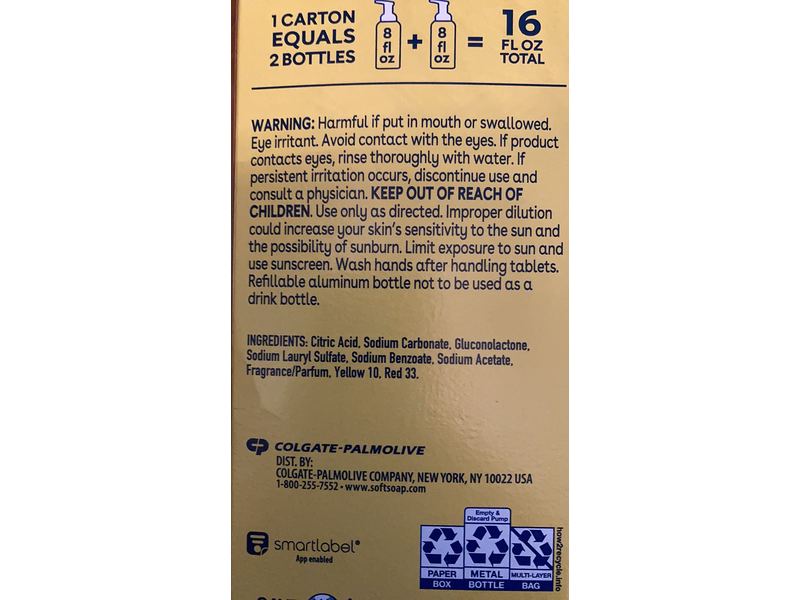 1 CARTON
EQUALS
2 BOTTLES
8
fl
oz
+
8
fl
oz
=
16
FL OZ
TOTAL
WARNING: Harmful if put in mouth or swallowed.
Eye irritant. Avoid contact with the eyes. If product
contacts eyes, rinse thoroughly with water. If
persistent irritation occurs, discontinue use and
consult a physician. KEEP OUT OF REACH OF
CHILDREN. Use only as directed. Improper dilution
could increase your skin's sensitivity to the sun and
the possibility of sunburn. Limit exposure to sun and
use sunscreen. Wash hands after handling tablets.
Refillable aluminum bottle not to be used as a
drink bottle.
INGREDIENTS: Citric Acid, Sodium Carbonate, Gluconolactone,
Sodium Lauryl Sulfate, Sodium Benzoate, Sodium Acetate,
Fragrance/Parfum, Yellow 10, Red 33.
CP COLGATE-PALMOLIVE
DIST. BY:
COLGATE-PALMOLIVE COMPANY, NEW YORK, NY 10022 USA
1-800-255-7552 • www.softsoap.com
smartlabel®
App enabled
Empty &
Discard Pump
PAPER
BOX
METAL
BOTTLE
MULTI-LAYER
BAG
how2recycle.info